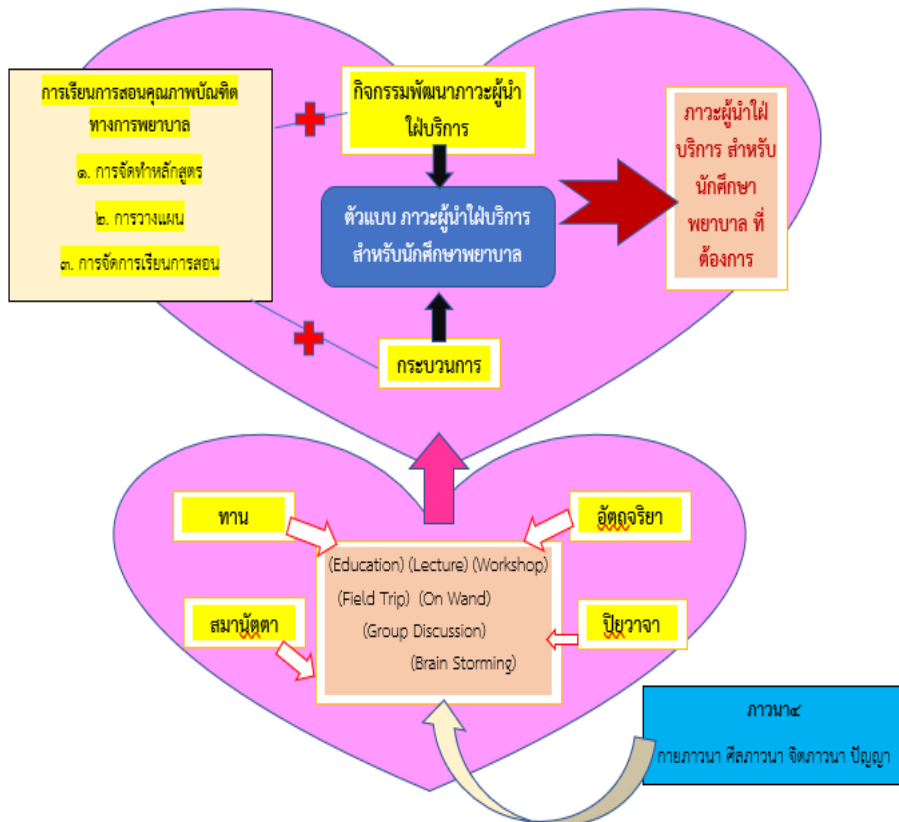 การเรียนการสอนคุณภาพบัณฑิต
ทางการพยาบาล
๑. การจัดทำหลักสูตร
๒. การวางแผน
๓. การจัดการเรียนการสอน
กิจกรรมพัฒนาภาวะผู้นำ
ใฝ่บริการ
ตัวแบบ ภาวะผู้นำใฝ่บริการ
สำหรับนักศึกษาพยาบาล
กระบวนการ
ภาวะผู้นำใฝ่
บริการ สำหรับ
นักศึกษา
พยาบาล ที่
ต้องการ
ทาน
อัตถจริยา
สมานัตตา
ปิยวาจา
(Education) (Lecture) (Workshop)
(Field Trip) (On Wand)
(Group Discussion)
(Brain Storming)
ภาวนา๔
กายภาวนา ศีลภาวนา จิตภาวนา ปัญญา